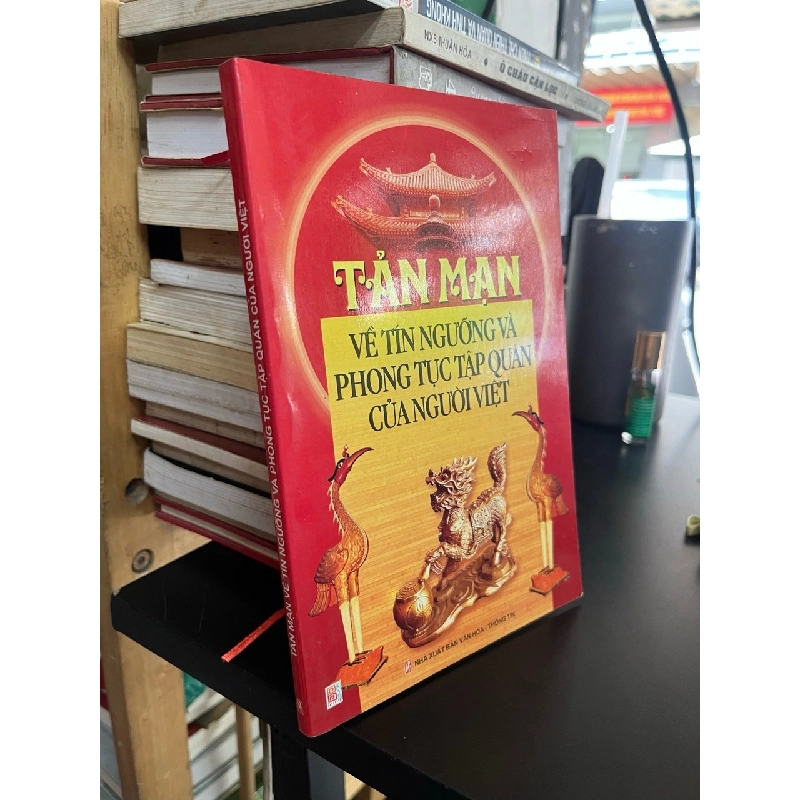 Ô CHÂU CẬN LỤC
TẢN MẠN
VỀ TÍN NGƯỠNG VÀ
PHONG TỤC TẬP QUÁN
CỦA NGƯỜI VIỆT
NHÀ XUẤT BẢN VĂN HÓA - THÔNG TIN
TẢN MẠN VỀ TÍN NGƯỠNG VÀ PHONG TỤC TẬP QUÁN CỦA NGƯỜI VIỆT